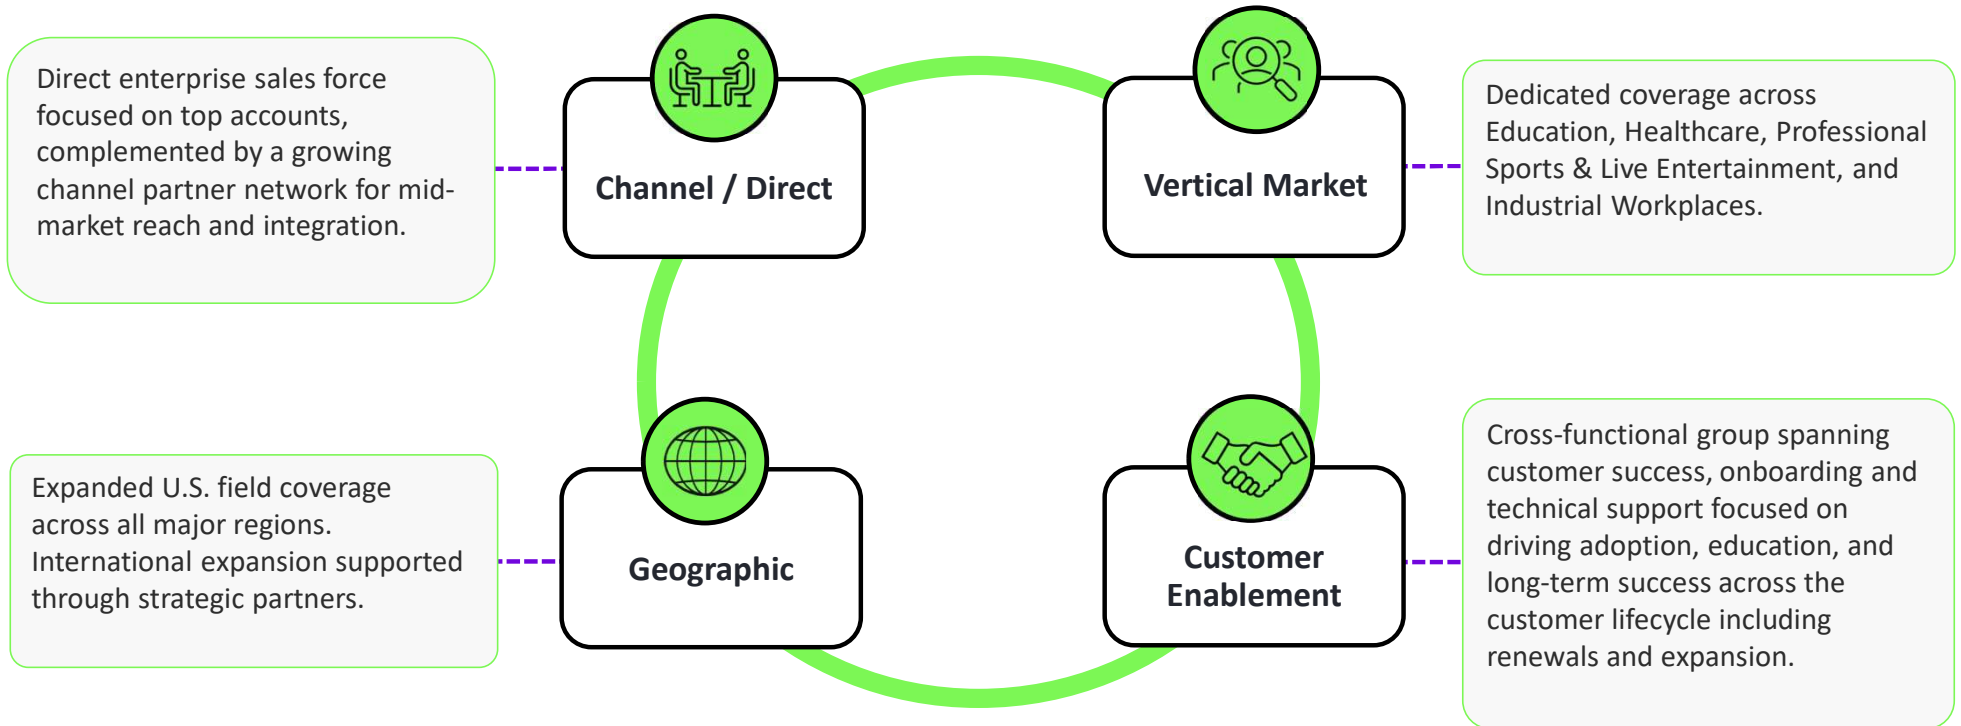 Direct enterprise sales force
focused on top accounts,
complemented by a growing
channel partner network for mid-
market reach and integration.
Channel / Direct
Vertical Market
Dedicated coverage across
Education, Healthcare, Professional
Sports & Live Entertainment, and
Industrial Workplaces.
Expanded U.S. field coverage
across all major regions.
International expansion supported
through strategic partners.
Geographic
Customer
Enablement
Cross-functional group spanning
customer success, onboarding and
technical support focused on
driving adoption, education, and
long-term success across the
customer lifecycle including
renewals and expansion.